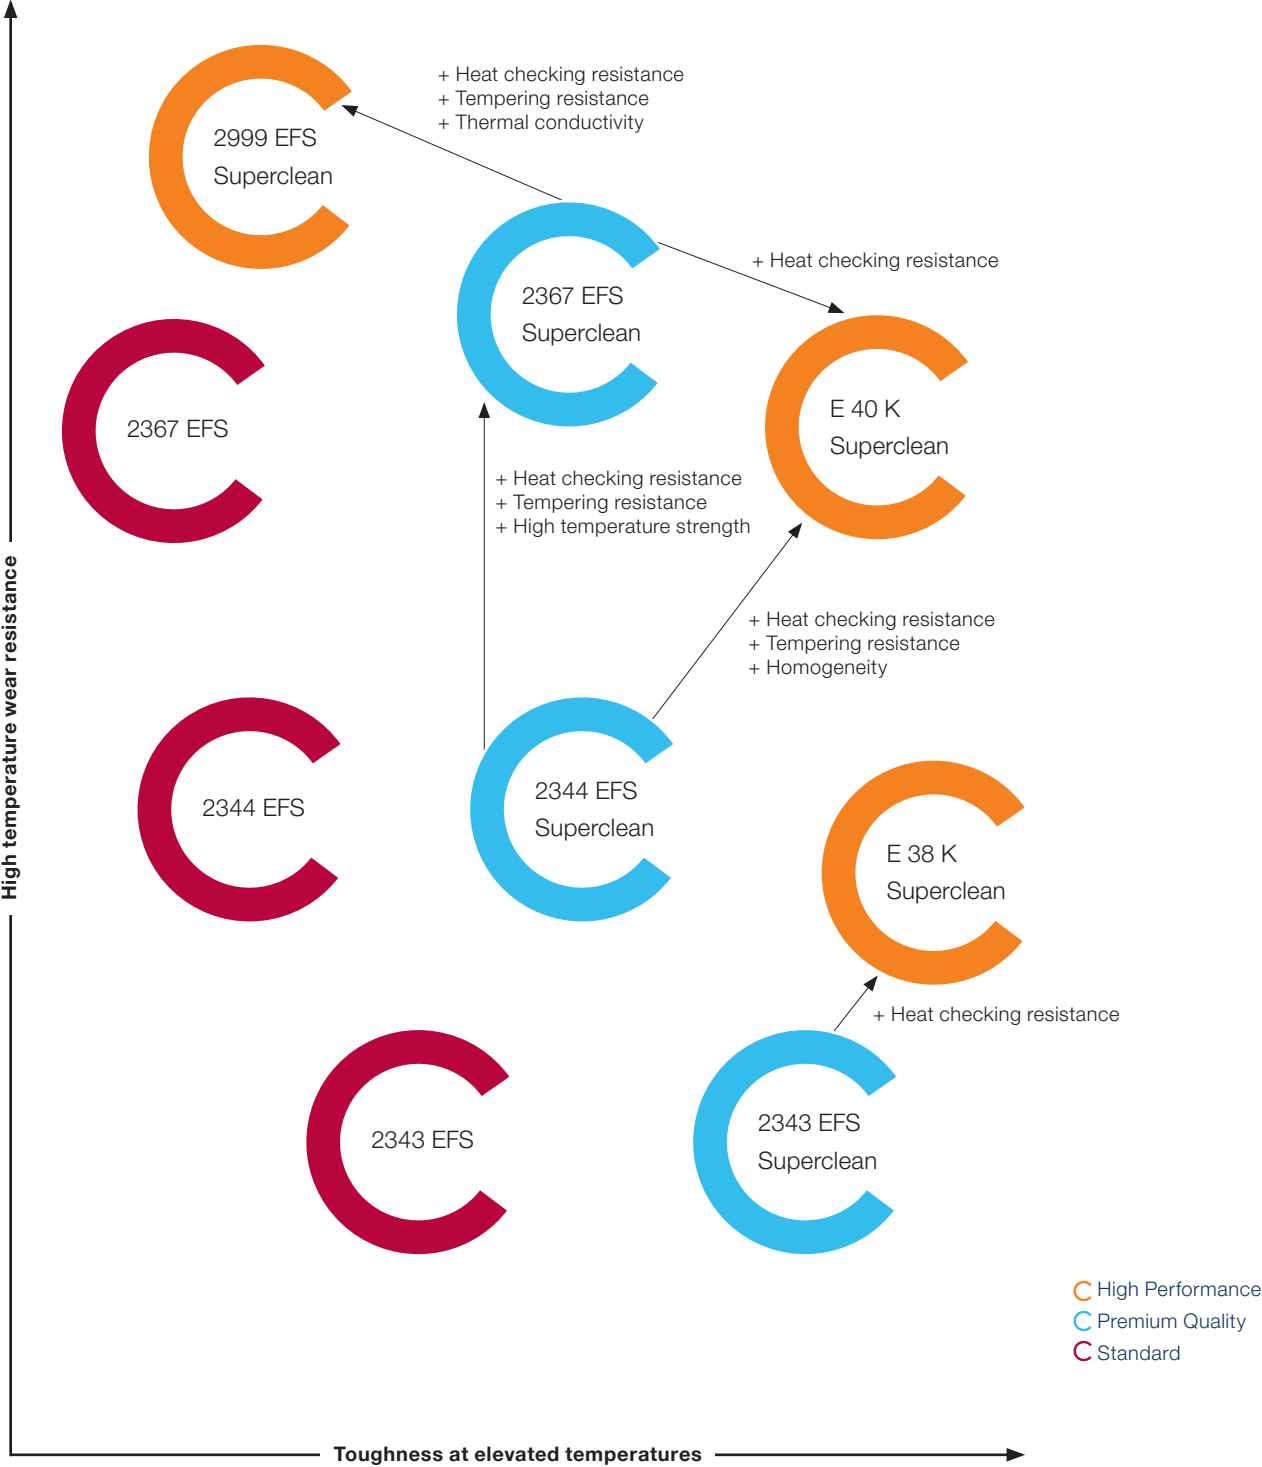 + Heat checking resistance
+ Tempering resistance
+ Thermal conductivity
2999 EFS
Superclean
+ Heat checking resistance
2367 EFS
Superclean
E 40 K
Superclean
2367 EFS
+ Heat checking resistance
+ Tempering resistance
+ High temperature strength
High temperature wear resistance
+ Heat checking resistance
+ Tempering resistance
+ Homogeneity
2344 EFS
2344 EFS
Superclean
E 38 K
Superclean
+ Heat checking resistance
2343 EFS
2343 EFS
Superclean
High Performance
Premium Quality
Standard
Toughness at elevated temperatures